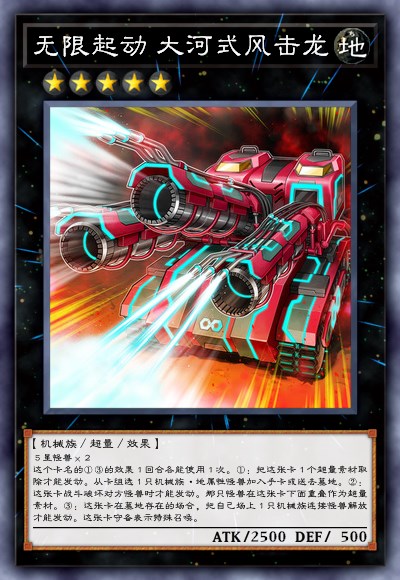 无限起动 大河式风击龙 地
【机械族／超量／效果】
5星怪兽×2
这个卡名的①③的效果1回合各能使用1次。①：把这张卡1个超量素材取
除才能发动。从卡组选1只机械族·地属性怪兽加入手卡或送去墓地。②：
这张卡战斗破坏对方怪兽时才能发动。那只怪兽在这张卡下面重叠作为超量
素材。③：这张卡在墓地存在的场合，把自己场上1只机械族连接怪兽解放
才能发动。这张卡守备表示特殊召唤。
ATK/2500 DEF/ 500